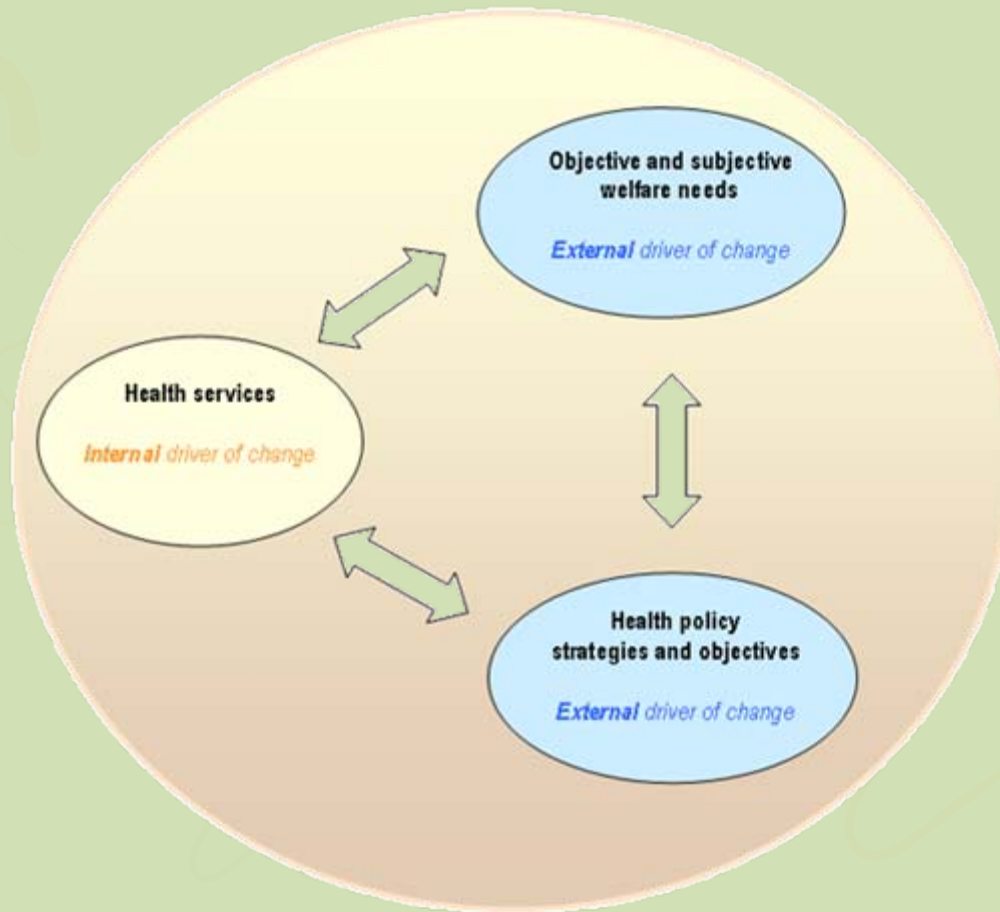 Objective and subjective
welfare needs
External driver of change
Health services
Internal driver of change
Health policy
strategies and objectives
External driver of change